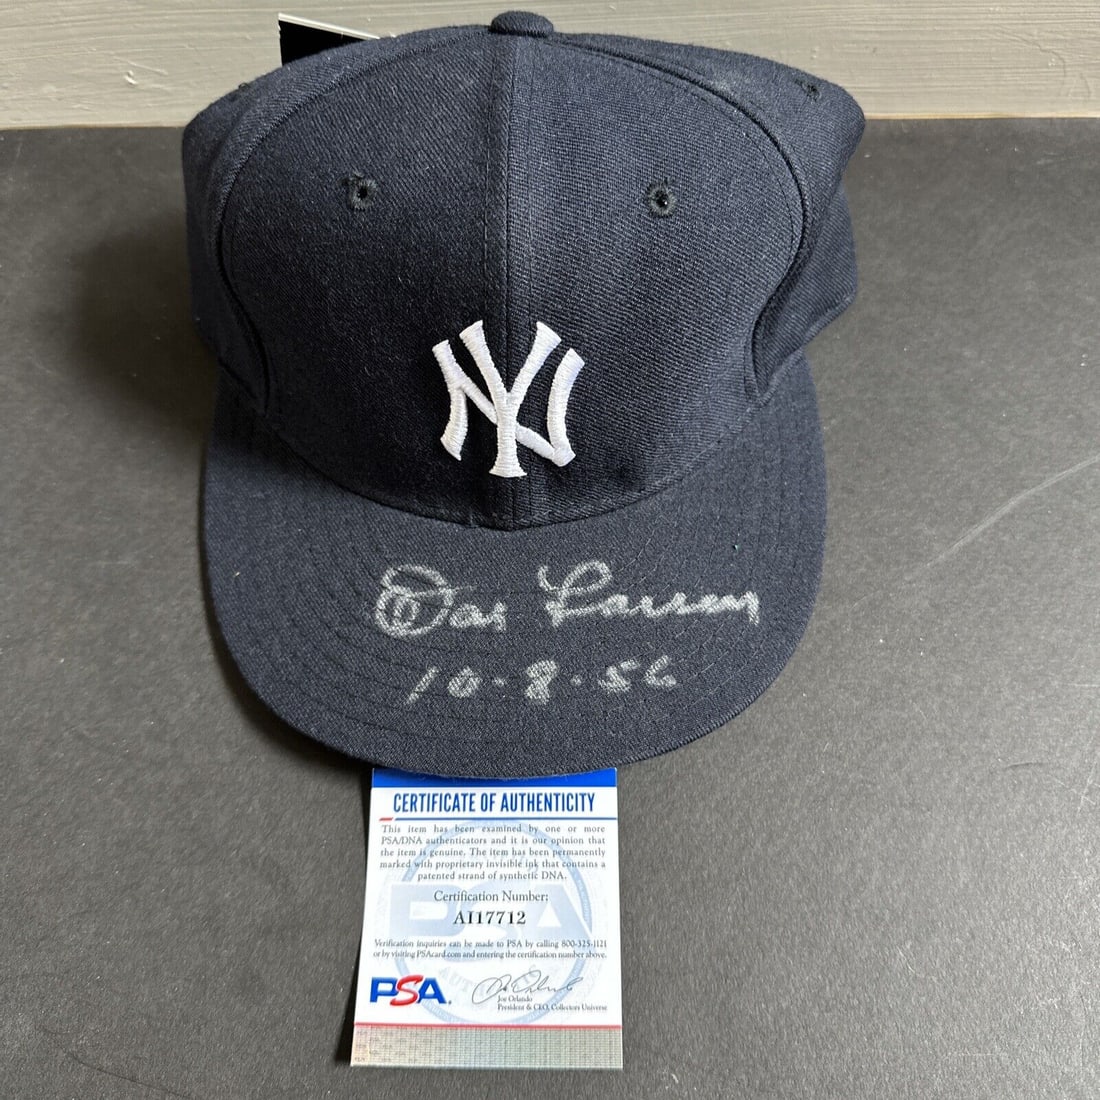 NY
Don Larsen
10-8-56
CERTIFICATE OF AUTHENTICITY
This item has been examined by one or more
PSA/DNA authenticators and it is our opinion that
the item is genuine. The item has been permanently
marked with proprietary invisible ink that contains a
patented strand of synthetic DNA.
Certification Number:
AI17712
Verification inquiries can be made to PSA by calling 800-325-1121
or by visiting PSAcard.com and entering the certification number above.
PSA
Joe Orlando
Joe Orlando
President & CEO, Collectors Universe